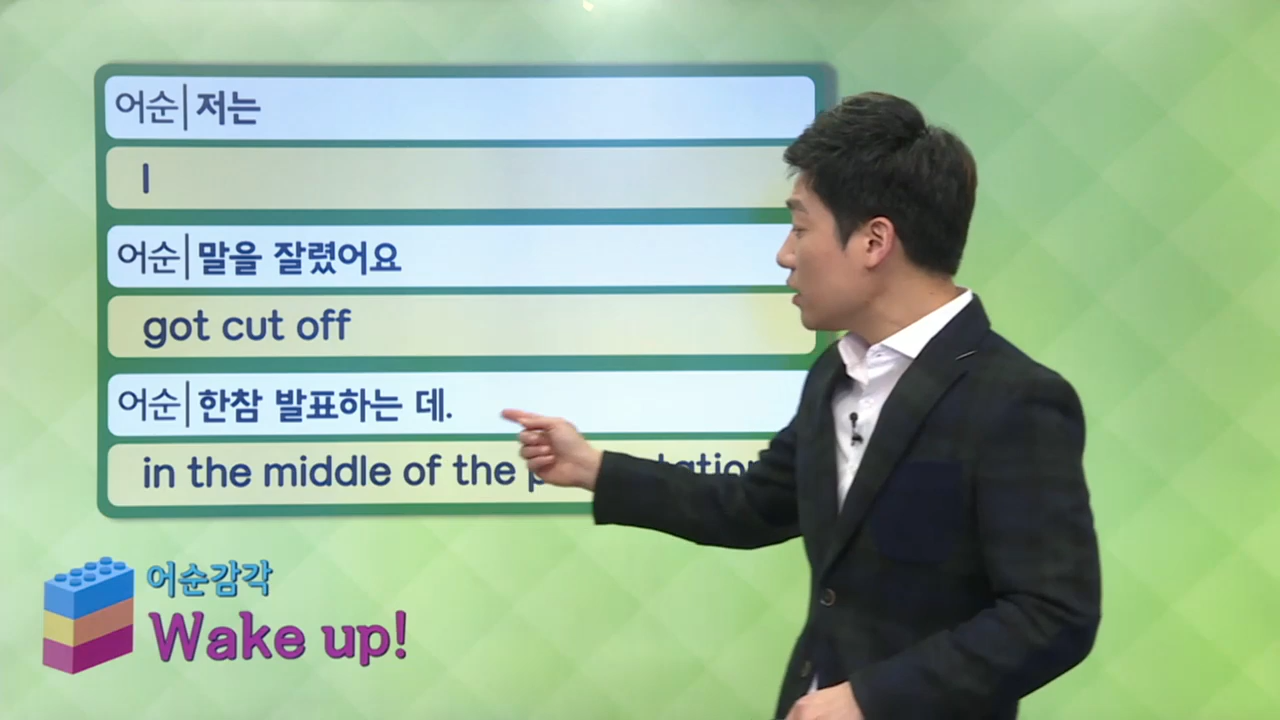 어순|저는
I
어순|말을 잘렸어요
got cut off
어순|한참 발표하는 데.
in the middle of the
어순감각
Wake up!